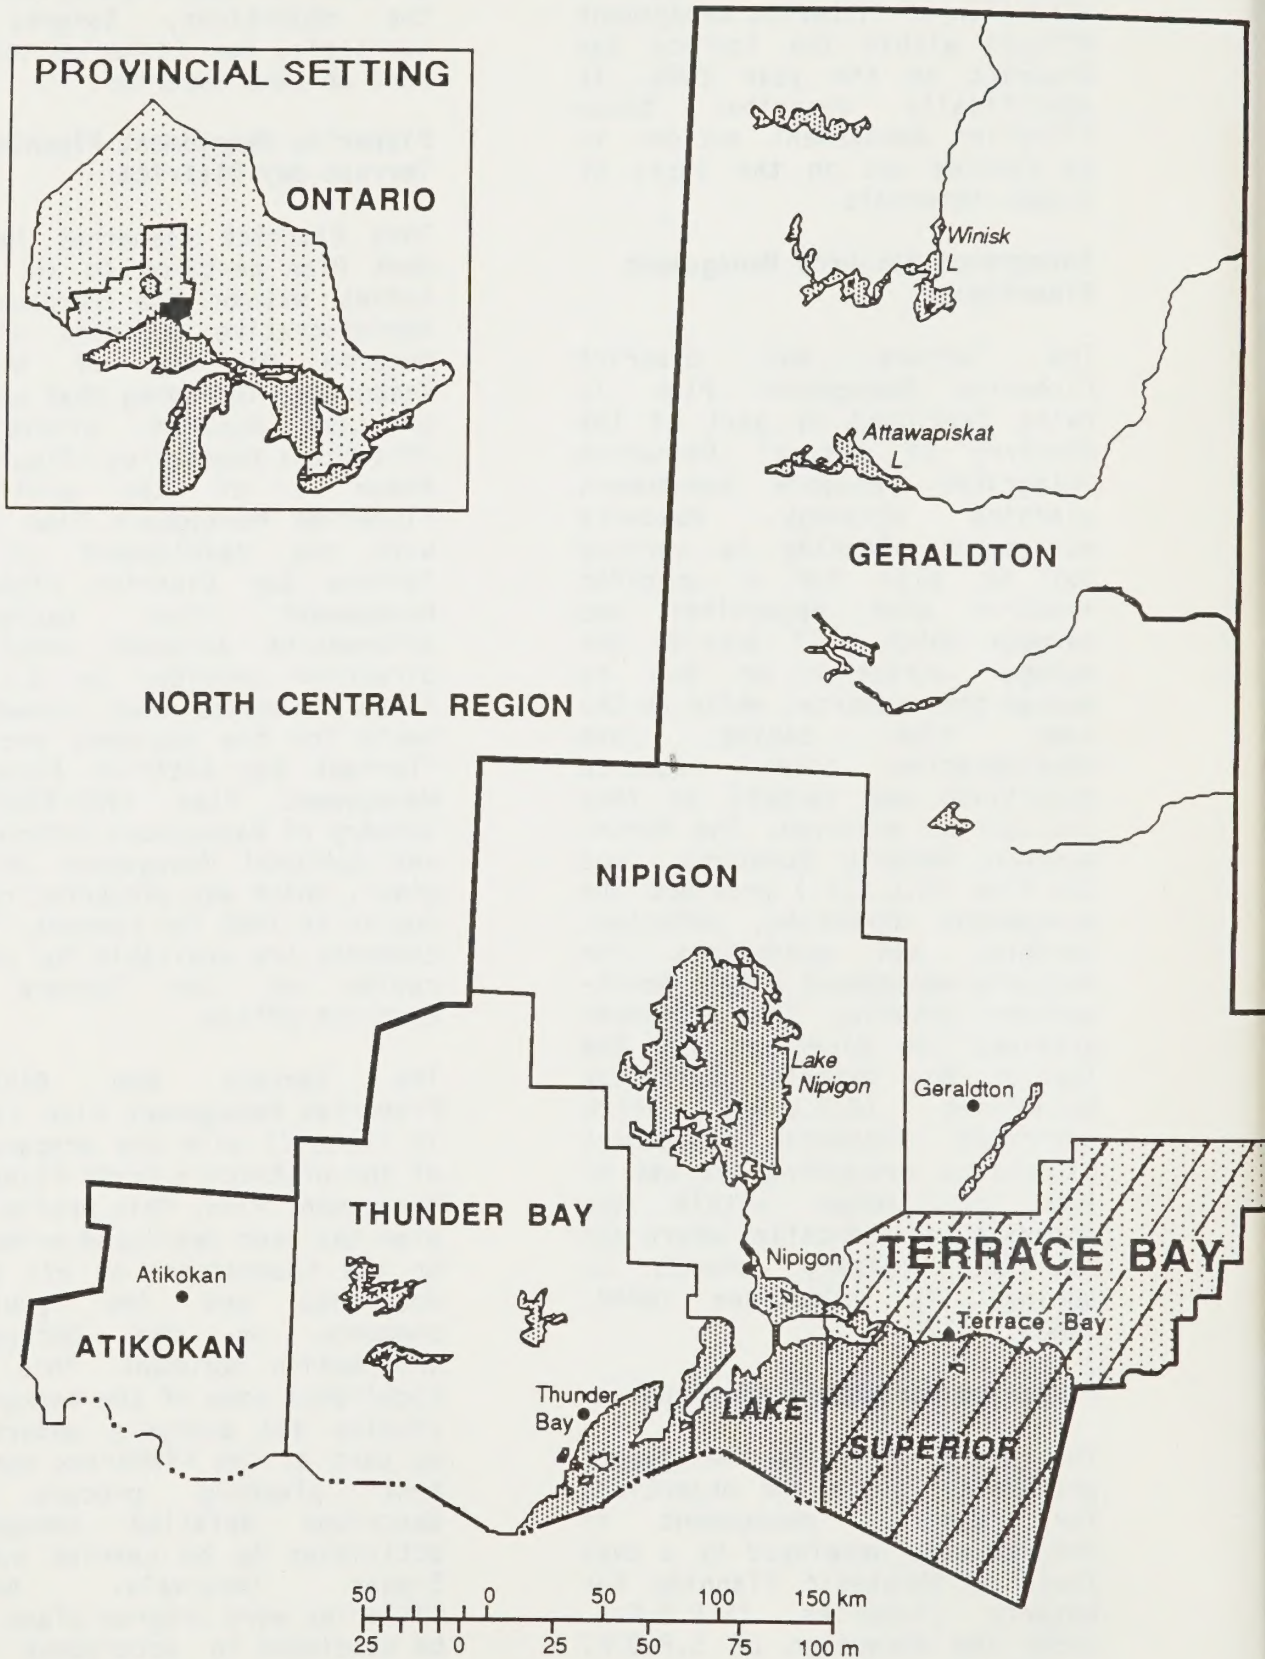 PROVINCIAL SETTING
ONTARIO
Winisk
L
Attawapiskat
L
GERALDTON
NORTH CENTRAL REGION
NIPIGON
Lake
Nipigon
Geraldton
THUNDER BAY
Nipigon
TERRACE BAY
Atikokan
ATIKOKAN
Terrace Bay
Thunder
Bay
LAKE
SUPERIOR
50 0 50 100 150 km
25 0 25 50 75 100 m